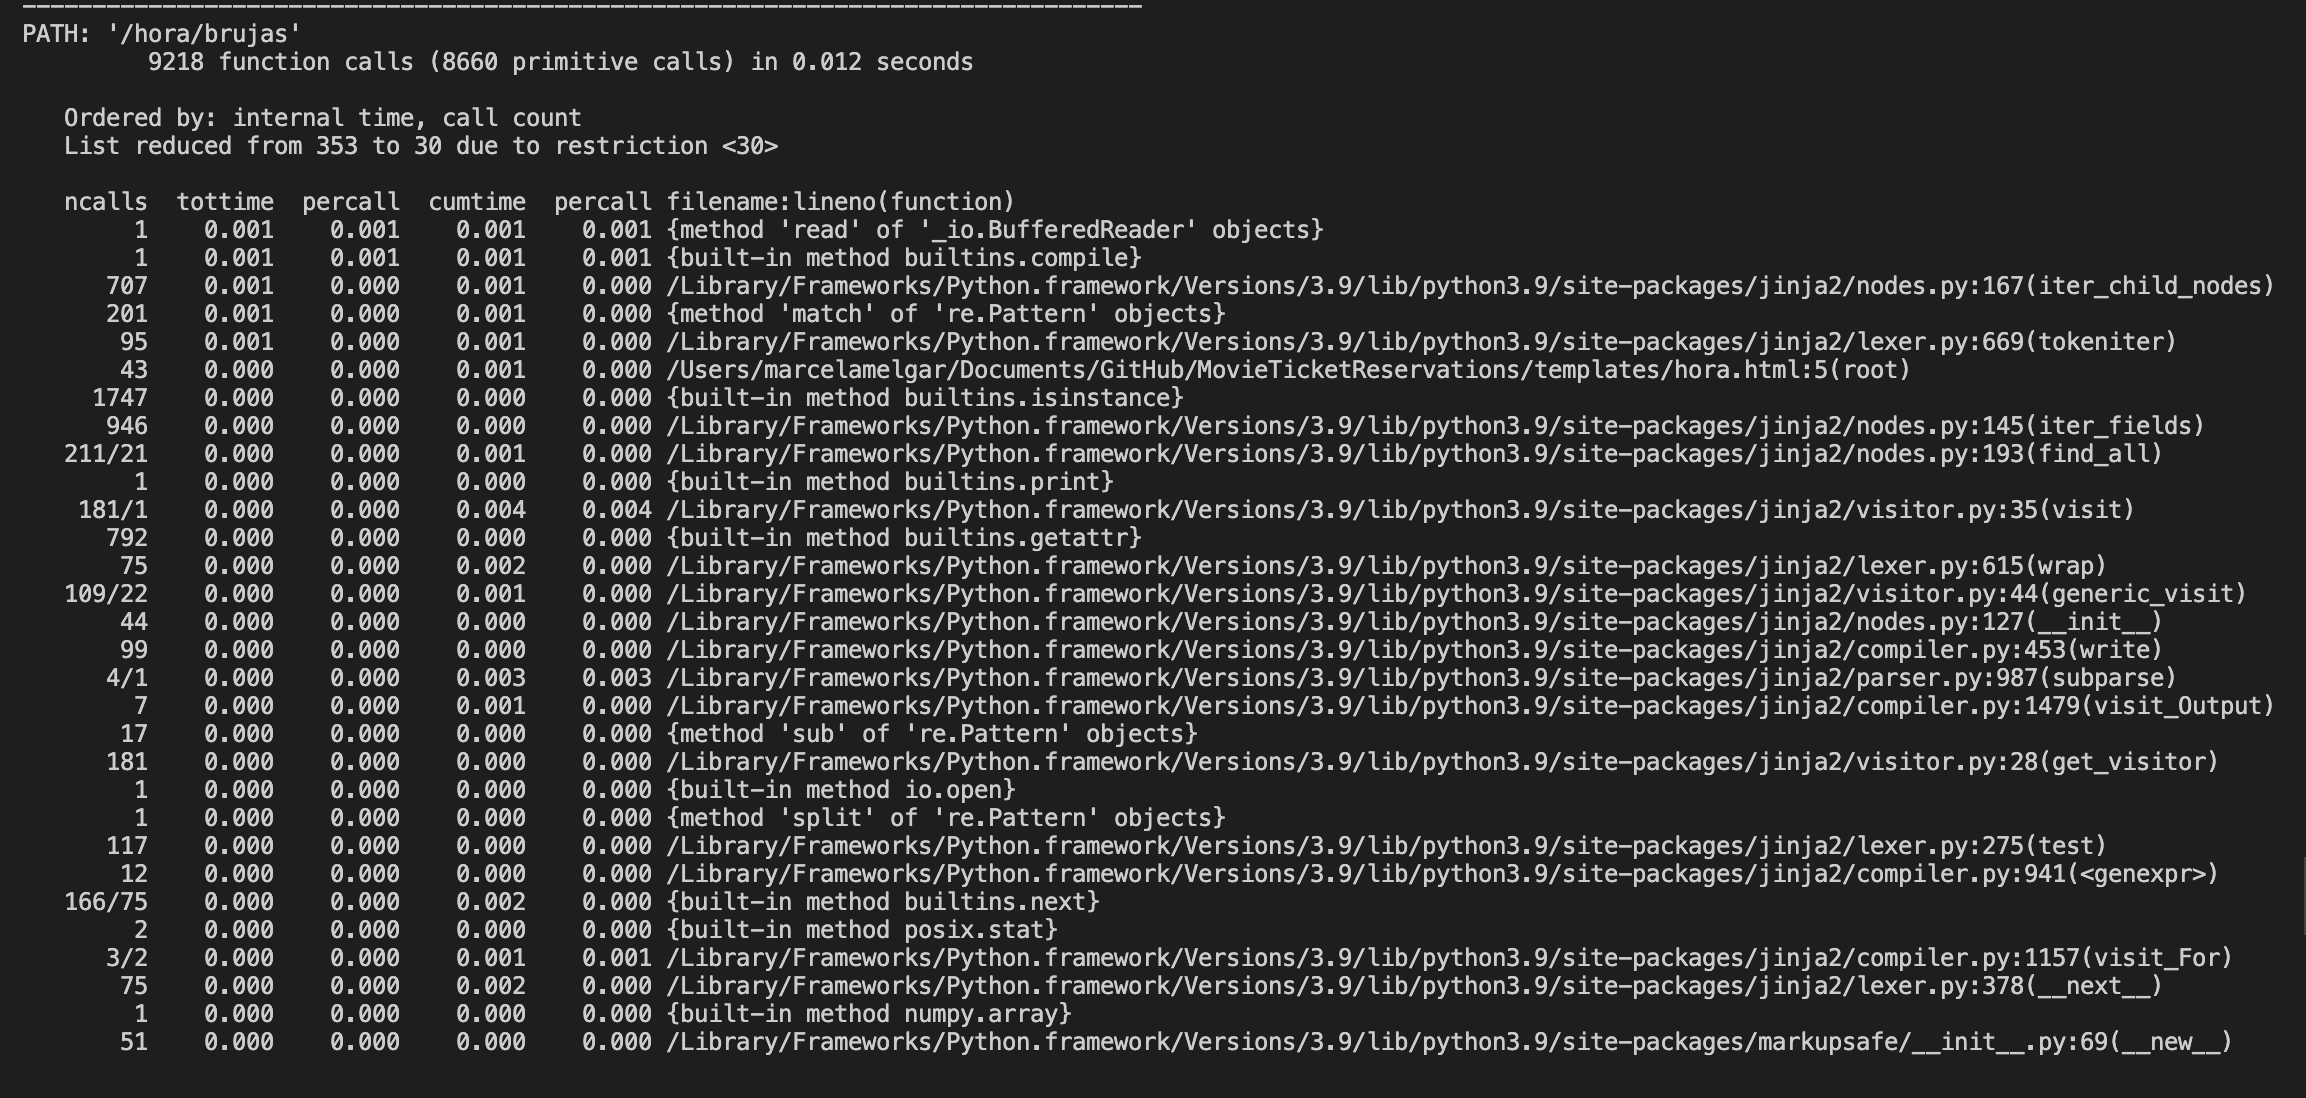 --------------------------------------------------------------------------------
PATH: '/hora/brujas'
         9218 function calls (8660 primitive calls) in 0.012 seconds

   Ordered by: internal time, call count
   List reduced from 353 to 30 due to restriction <30>

   ncalls  tottime  percall  cumtime  percall filename:lineno(function)
        1    0.001    0.001    0.001    0.001 {method 'read' of '_io.BufferedReader' objects}
        1    0.001    0.001    0.001    0.001 {built-in method builtins.compile}
      707    0.001    0.000    0.001    0.000 /Library/Frameworks/Python.framework/Versions/3.9/lib/python3.9/site-packages/jinja2/nodes.py:167(iter_child_nodes)
      201    0.001    0.000    0.001    0.000 {method 'match' of 're.Pattern' objects}
       95    0.001    0.000    0.001    0.000 /Library/Frameworks/Python.framework/Versions/3.9/lib/python3.9/site-packages/jinja2/lexer.py:669(tokeniter)
       43    0.000    0.000    0.001    0.000 /Users/marcelamelgar/Documents/GitHub/MovieTicketReservations/templates/hora.html:5(root)
     1747    0.000    0.000    0.000    0.000 {built-in method builtins.isinstance}
      946    0.000    0.000    0.000    0.000 /Library/Frameworks/Python.framework/Versions/3.9/lib/python3.9/site-packages/jinja2/nodes.py:145(iter_fields)
   211/21    0.000    0.000    0.001    0.000 /Library/Frameworks/Python.framework/Versions/3.9/lib/python3.9/site-packages/jinja2/nodes.py:193(find_all)
        1    0.000    0.000    0.000    0.000 {built-in method builtins.print}
    181/1    0.000    0.000    0.004    0.004 /Library/Frameworks/Python.framework/Versions/3.9/lib/python3.9/site-packages/jinja2/visitor.py:35(visit)
      792    0.000    0.000    0.000    0.000 {built-in method builtins.getattr}
       75    0.000    0.000    0.002    0.000 /Library/Frameworks/Python.framework/Versions/3.9/lib/python3.9/site-packages/jinja2/lexer.py:615(wrap)
   109/22    0.000    0.000    0.001    0.000 /Library/Frameworks/Python.framework/Versions/3.9/lib/python3.9/site-packages/jinja2/visitor.py:44(generic_visit)
       44    0.000    0.000    0.000    0.000 /Library/Frameworks/Python.framework/Versions/3.9/lib/python3.9/site-packages/jinja2/nodes.py:127(__init__)
       99    0.000    0.000    0.000    0.000 /Library/Frameworks/Python.framework/Versions/3.9/lib/python3.9/site-packages/jinja2/compiler.py:453(write)
      4/1    0.000    0.000    0.003    0.003 /Library/Frameworks/Python.framework/Versions/3.9/lib/python3.9/site-packages/jinja2/parser.py:987(subparse)
        7    0.000    0.000    0.001    0.000 /Library/Frameworks/Python.framework/Versions/3.9/lib/python3.9/site-packages/jinja2/compiler.py:1479(visit_Output)
       17    0.000    0.000    0.000    0.000 {method 'sub' of 're.Pattern' objects}
      181    0.000    0.000    0.000    0.000 /Library/Frameworks/Python.framework/Versions/3.9/lib/python3.9/site-packages/jinja2/visitor.py:28(get_visitor)
        1    0.000    0.000    0.000    0.000 {built-in method io.open}
        1    0.000    0.000    0.000    0.000 {method 'split' of 're.Pattern' objects}
      117    0.000    0.000    0.000    0.000 /Library/Frameworks/Python.framework/Versions/3.9/lib/python3.9/site-packages/jinja2/lexer.py:275(test)
       12    0.000    0.000    0.000    0.000 /Library/Frameworks/Python.framework/Versions/3.9/lib/python3.9/site-packages/jinja2/compiler.py:941(<genexpr>)
   166/75    0.000    0.000    0.002    0.000 {built-in method builtins.next}
        2    0.000    0.000    0.000    0.000 {built-in method posix.stat}
      3/2    0.000    0.000    0.001    0.001 /Library/Frameworks/Python.framework/Versions/3.9/lib/python3.9/site-packages/jinja2/compiler.py:1157(visit_For)
       75    0.000    0.000    0.002    0.000 /Library/Frameworks/Python.framework/Versions/3.9/lib/python3.9/site-packages/jinja2/lexer.py:378(__next__)
        1    0.000    0.000    0.000    0.000 {built-in method numpy.array}
       51    0.000    0.000    0.000    0.000 /Library/Frameworks/Python.framework/Versions/3.9/lib/python3.9/site-packages/markupsafe/__init__.py:69(__new__)